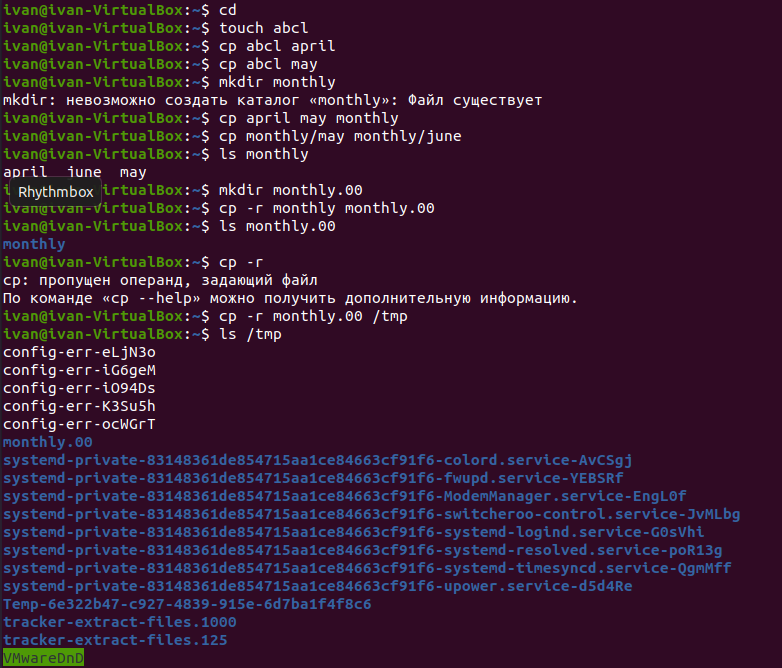 ivan@ivan-VirtualBox:~$ cd
ivan@ivan-VirtualBox:~$ touch abcl
ivan@ivan-VirtualBox:~$ cp abcl april
ivan@ivan-VirtualBox:~$ cp abcl may
ivan@ivan-VirtualBox:~$ mkdir monthly
mkdir: невозможно создать каталог «monthly»: Файл существует
ivan@ivan-VirtualBox:~$ cp april may monthly
ivan@ivan-VirtualBox:~$ cp monthly/may monthly/june
ivan@ivan-VirtualBox:~$ ls monthly
april  june  may
ivan-VirtualBox:~$ mkdir monthly.00
Rhythmbox
ivan@ivan-VirtualBox:~$ cp -r monthly monthly.00
ivan@ivan-VirtualBox:~$ ls monthly.00
monthly
ivan@ivan-VirtualBox:~$ cp -r
cp: пропущен операнд, задающий файл
По команде «cp --help» можно получить дополнительную информацию.
ivan@ivan-VirtualBox:~$ cp -r monthly.00 /tmp
ivan@ivan-VirtualBox:~$ ls /tmp
config-err-eLjN3o
config-err-iG6geM
config-err-iO94Ds
config-err-K3Su5h
config-err-ocWGrT
monthly.00
systemd-private-83148361de854715aa1ce84663cf91f6-colord.service-AvCSgj
systemd-private-83148361de854715aa1ce84663cf91f6-fwupd.service-YEBSRf
systemd-private-83148361de854715aa1ce84663cf91f6-ModemManager.service-EngL0f
systemd-private-83148361de854715aa1ce84663cf91f6-switcheroo-control.service-JvMLbg
systemd-private-83148361de854715aa1ce84663cf91f6-systemd-logind.service-G0sVhi
systemd-private-83148361de854715aa1ce84663cf91f6-systemd-resolved.service-poR13g
systemd-private-83148361de854715aa1ce84663cf91f6-systemd-timesyncd.service-QgmMff
systemd-private-83148361de854715aa1ce84663cf91f6-upower.service-d5d4Re
Temp-6e322b47-c927-4839-915e-6d7ba1f4f8c6
tracker-extract-files.1000
tracker-extract-files.125
VMwareDnD